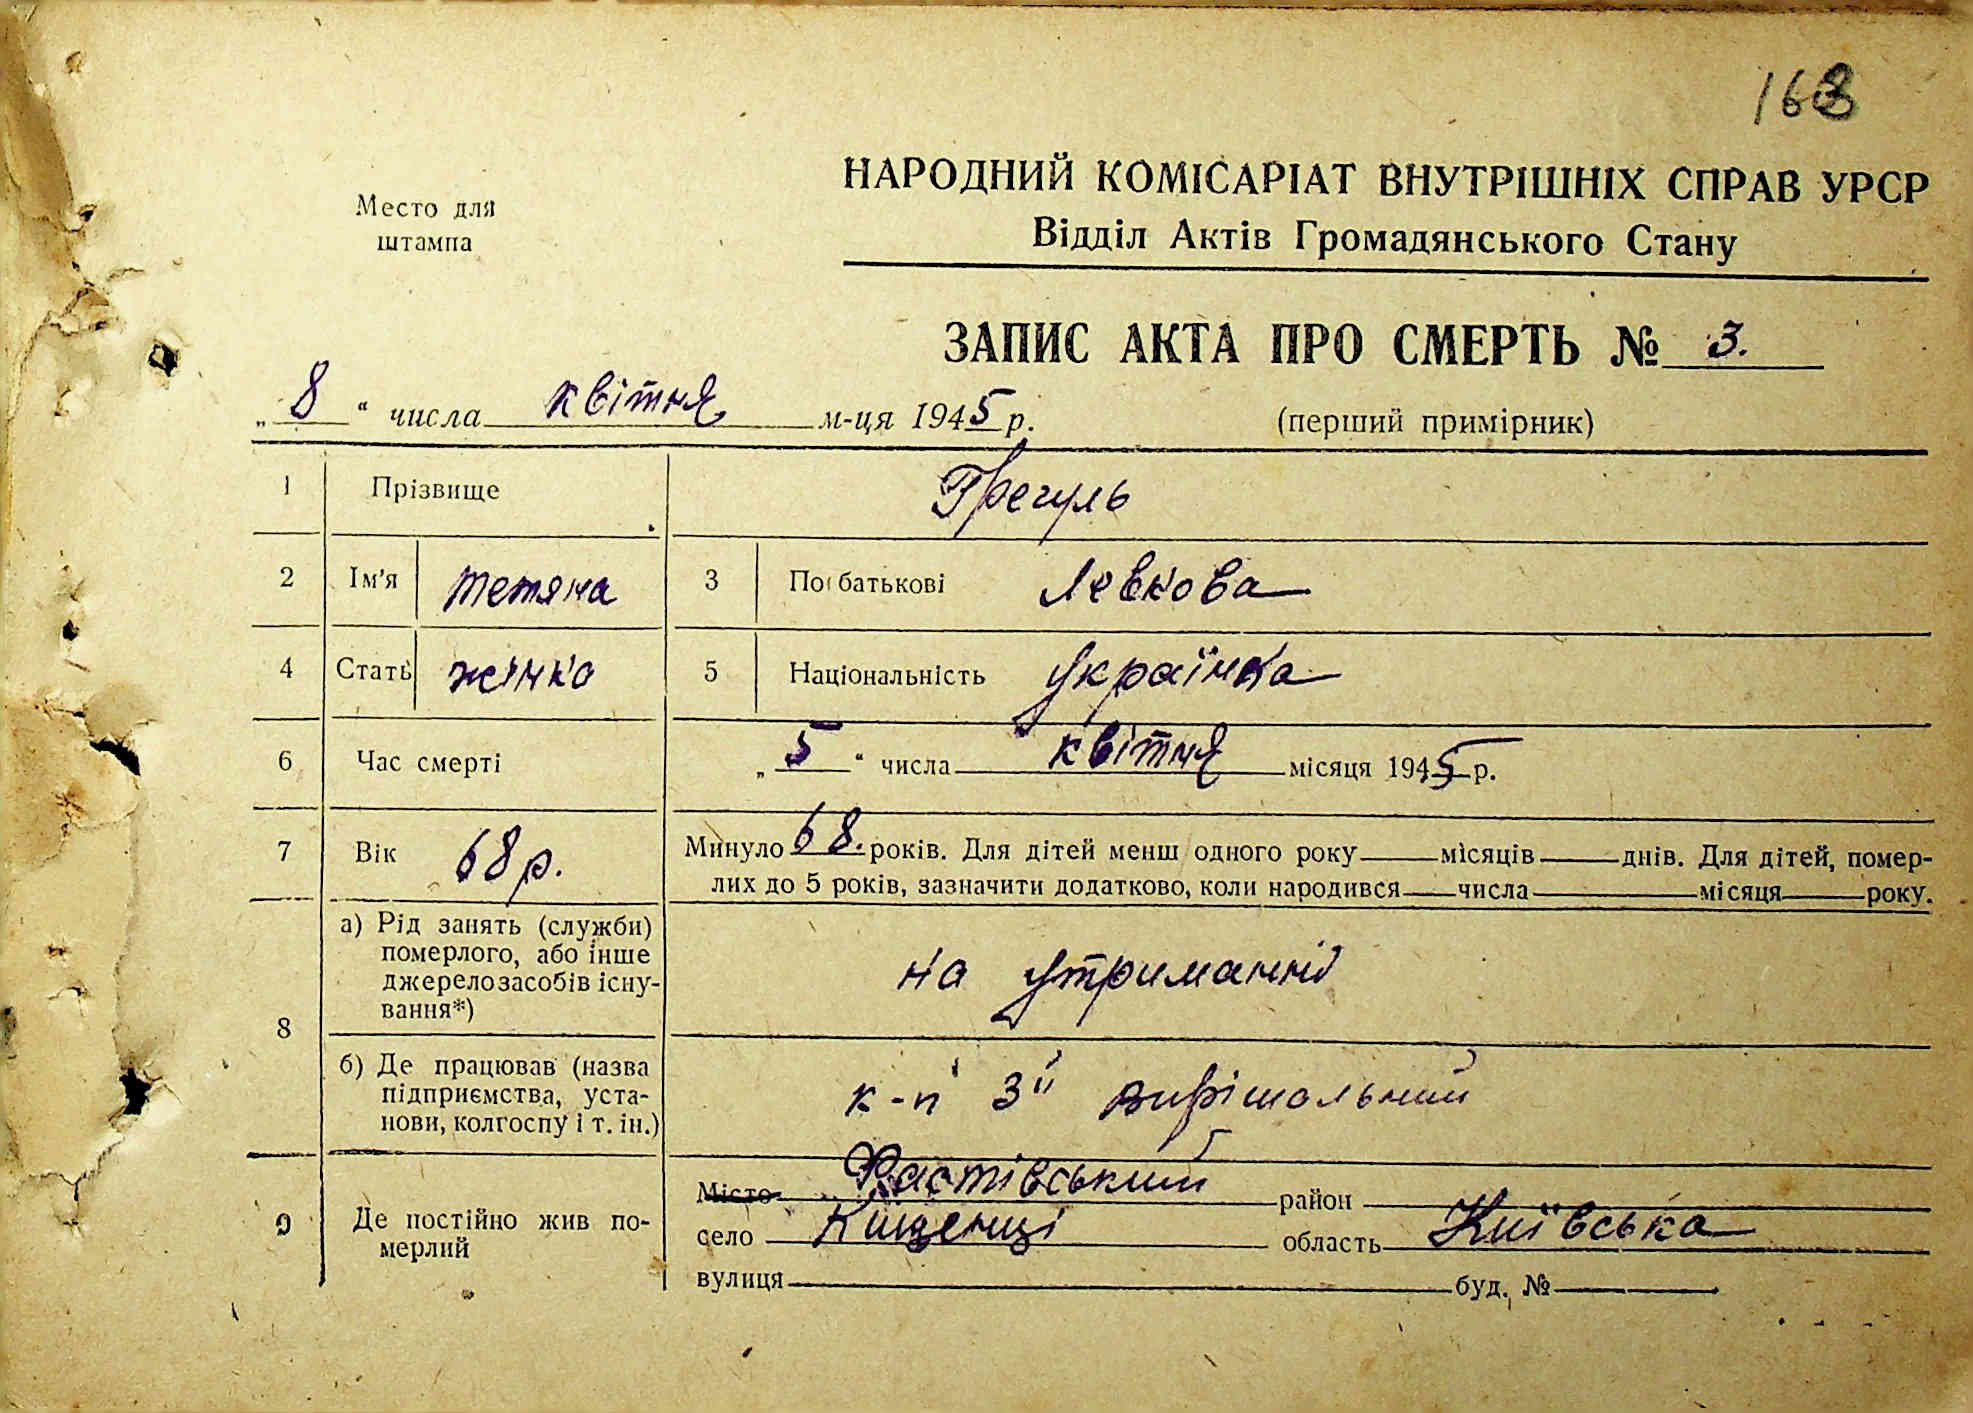 163
НАРОДНИЙ КОМІСАРІАТ ВНУТРІШНІХ СПРАВ УРСР
Место для
штампа
Відділ Актів Громадянського Стану
ЗАПИС АКТА ПРО СМЕРТЬ № 3.
„8“ числа квітня м-ця 1945 р. (перший примірник)
1 Прізвище Грегуль
2 Ім'я Тетяна 3 По батькові Левкова
4 Стать жінка 5 Національність Українка
6 Час смерті „5“ числа квітня місяця 1945 р.
7 Вік 68 р. Минуло 68. років. Для дітей менш одного року місяців днів. Для дітей, помер-
лих до 5 років, зазначити додатково, коли народився числа місяця року.
8 а) Рід занять (служби)
померлого, або інше
джерело засобів існу-
вання*)
на утриманні
б) Де працював (назва
підприємства, уста-
нови, колгоспу і т. ін.)
к-п 3й вирішальний
9 Де постійно жив по-
мерлий
Місто Фастівський район
село Кищенці область Київська
вулиця буд. №